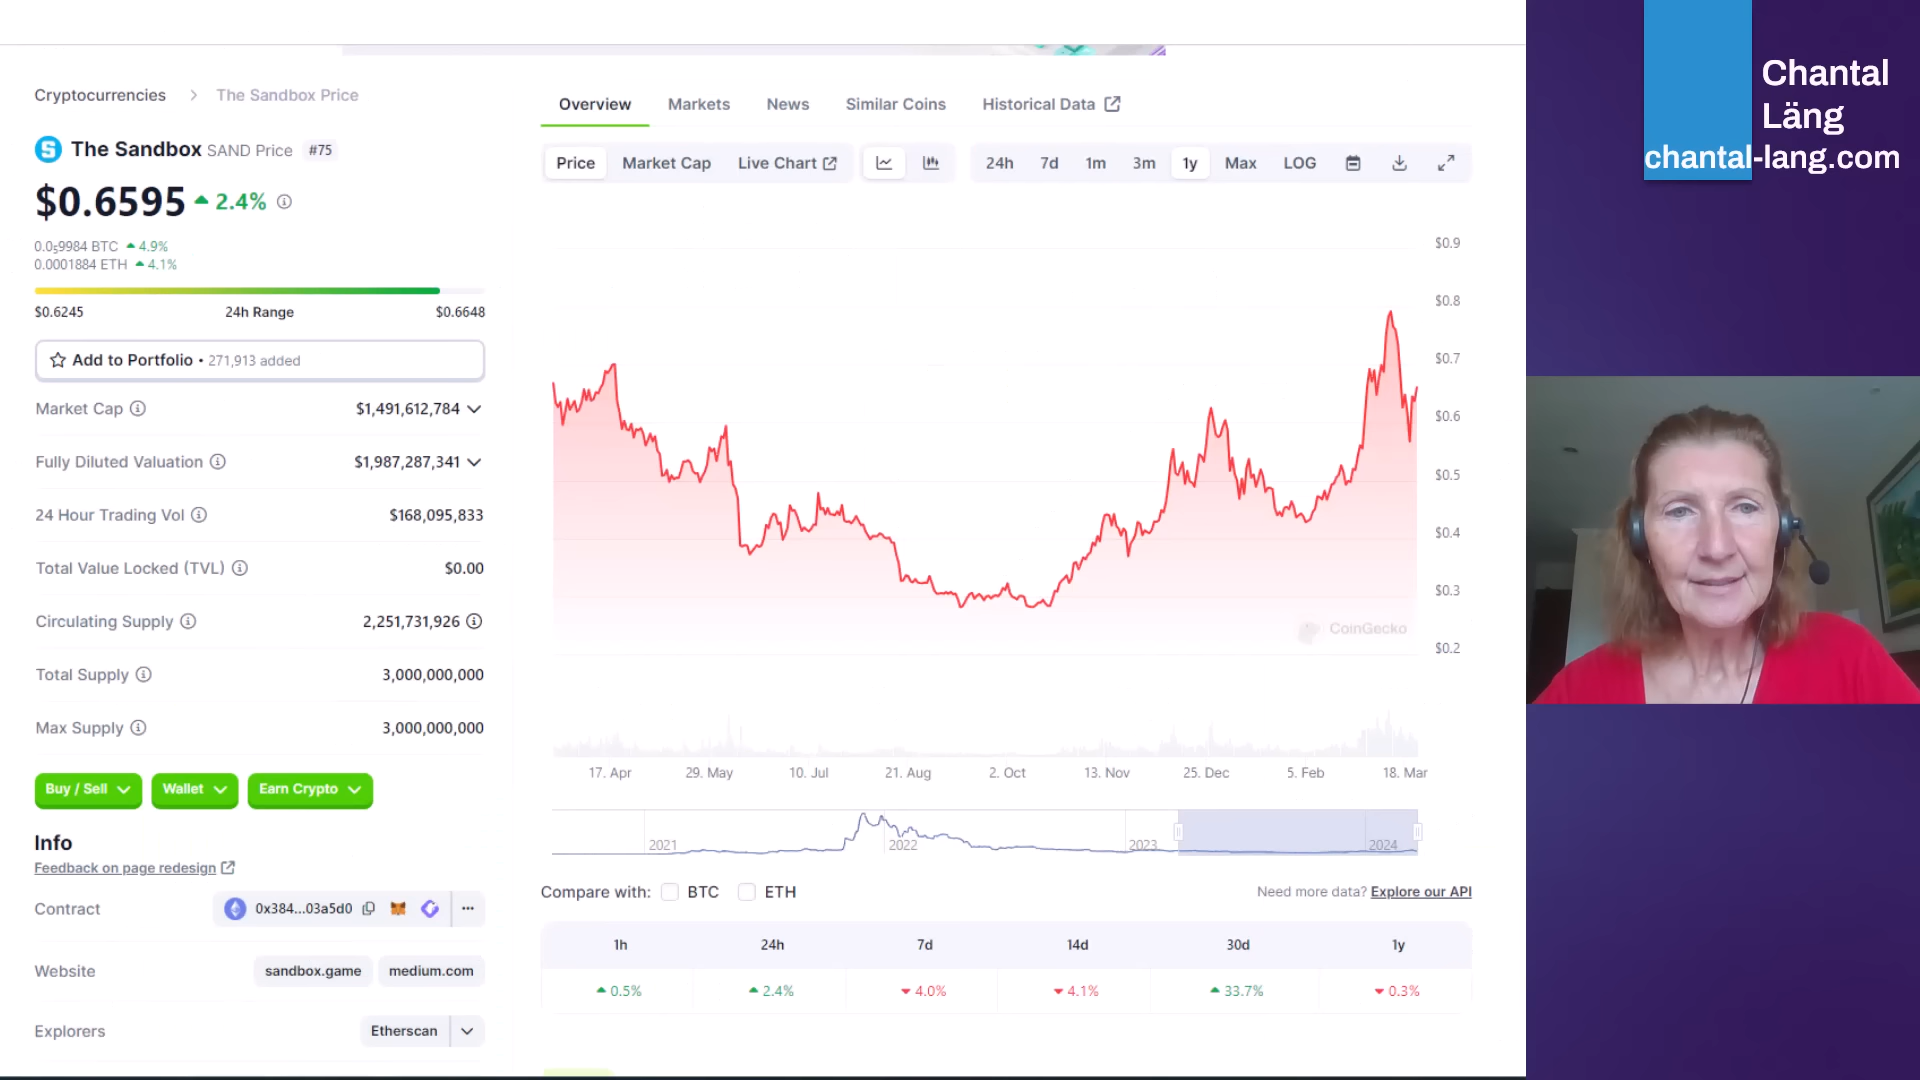 Cryptocurrencies > The Sandbox Price
The Sandbox SAND Price #75
$0.6595 2.4%
0.0₅9984 BTC 4.9%
0.0001884 ETH 4.1%
$0.6245 24h Range $0.6648
Add to Portfolio • 271,913 added
Market Cap $1,491,612,784
Fully Diluted Valuation $1,987,287,341
24 Hour Trading Vol $168,095,833
Total Value Locked (TVL) $0.00
Circulating Supply 2,251,731,926
Total Supply 3,000,000,000
Max Supply 3,000,000,000
Buy / Sell Wallet Earn Crypto
Info
Feedback on page redesign
Contract 0x384...03a5d0
Website sandbox.game medium.com
Explorers Etherscan
Overview Markets News Similar Coins Historical Data
Price Market Cap Live Chart 24h 7d 1m 3m 1y Max LOG
$0.9
$0.8
$0.7
$0.6
$0.5
$0.4
$0.3
$0.2
CoinGecko
17. Apr 29. May 10. Jul 21. Aug 2. Oct 13. Nov 25. Dec 5. Feb 18. Mar
2021 2022 2023 2024
Compare with: BTC ETH Need more data? Explore our API
1h 24h 7d 14d 30d 1y
0.5% 2.4% 4.0% 4.1% 33.7% 0.3%
Chantal
Läng
chantal-lang.com